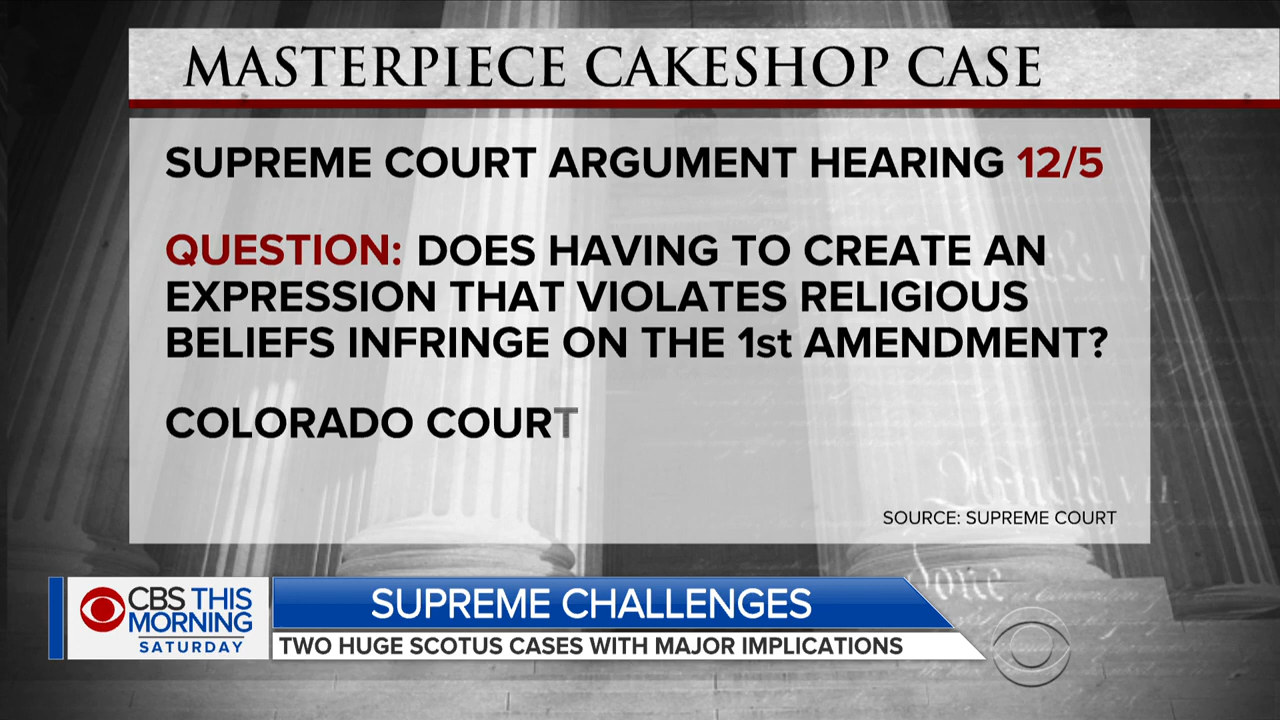 MASTERPIECE CAKESHOP CASE
SUPREME COURT ARGUMENT HEARING 12/5
QUESTION: DOES HAVING TO CREATE AN
EXPRESSION THAT VIOLATES RELIGIOUS
BELIEFS INFRINGE ON THE 1st AMENDMENT?
COLORADO COURT
SOURCE: SUPREME COURT
CBS THIS
MORNING
SATURDAY
SUPREME CHALLENGES
TWO HUGE SCOTUS CASES WITH MAJOR IMPLICATIONS